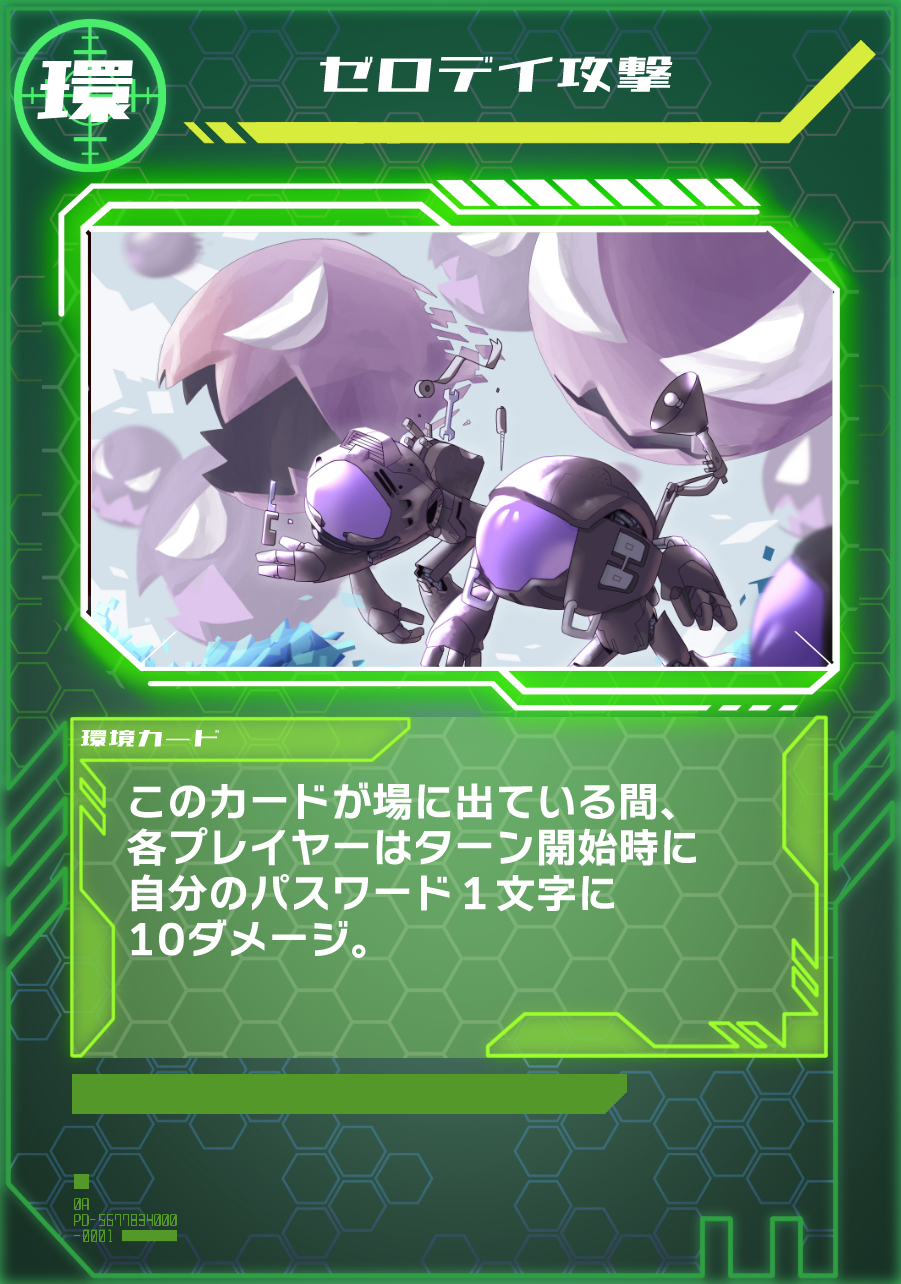 環
ゼロデイ攻撃
環境カード
このカードが場に出ている間、
各プレイヤーはターン開始時に
自分のパスワード1文字に
10ダメージ。
0A
PD-5677834000
-0001